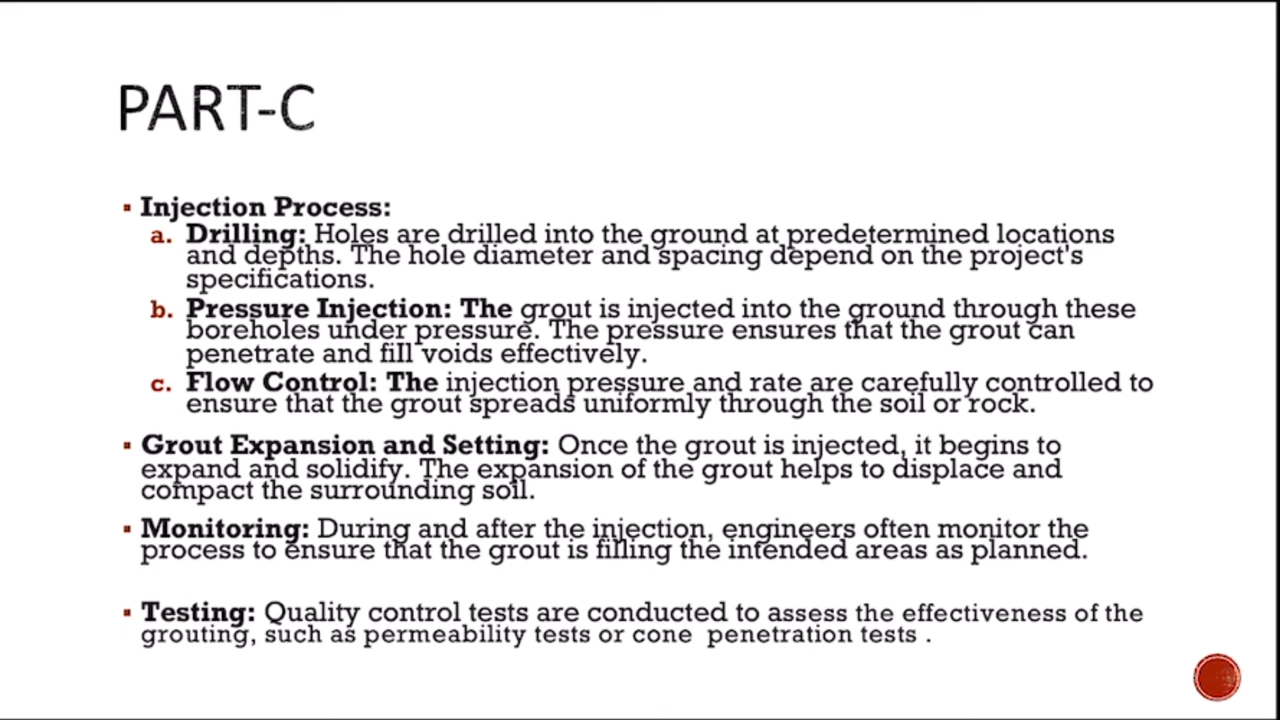 PART-C
Injection Process:
a. Drilling: Holes are drilled into the ground at predetermined locations
and depths. The hole diameter and spacing depend on the project's
specifications.
b. Pressure Injection: The grout is injected into the ground through these
boreholes under pressure. The pressure ensures that the grout can
penetrate and fill voids effectively.
c. Flow Control: The injection pressure and rate are carefully controlled to
ensure that the grout spreads uniformly through the soil or rock.
Grout Expansion and Setting: Once the grout is injected, it begins to
expand and solidify. The expansion of the grout helps to displace and
compact the surrounding soil.
Monitoring: During and after the injection, engineers often monitor the
process to ensure that the grout is filling the intended areas as planned.
Testing: Quality control tests are conducted to assess the effectiveness of the
grouting, such as permeability tests or cone  penetration tests .